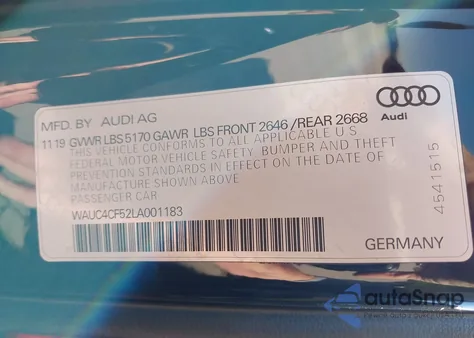 MFD. BY AUDI AG
Audi
11 19 GVWR LBS 5170 GAWR LBS FRONT 2646 /REAR 2668
THIS VEHICLE CONFORMS TO ALL APPLICABLE U S
FEDERAL MOTOR VEHICLE SAFETY BUMPER AND THEFT
PREVENTION STANDARDS IN EFFECT ON THE DATE OF
MANUFACTURE SHOWN ABOVE
PASSENGER CAR
WAUC4CF52LA001183
4541515
GERMANY
autoSnap